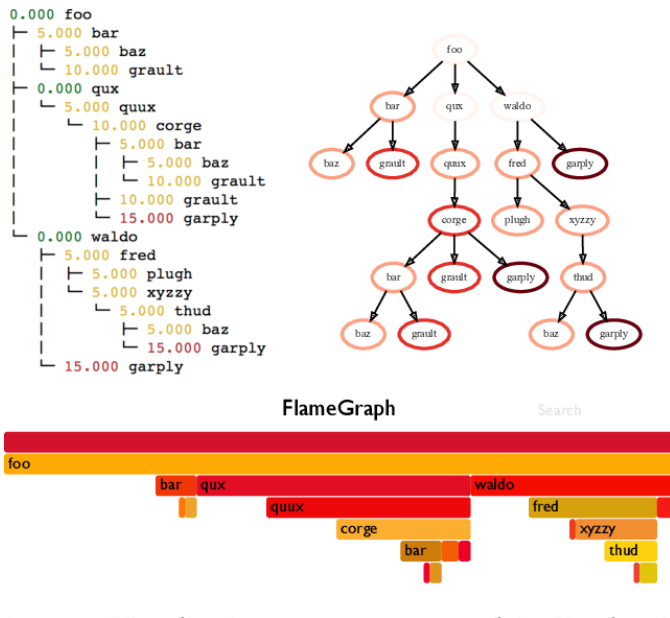 0.000 foo
├─ 5.000 bar
│  ├─ 5.000 baz
│  └─ 10.000 grault
├─ 0.000 qux
│  └─ 5.000 quux
│     └─ 10.000 corge
│        ├─ 5.000 bar
│        │  ├─ 5.000 baz
│        │  └─ 10.000 grault
│        ├─ 10.000 grault
│        └─ 15.000 garply
└─ 0.000 waldo
   ├─ 5.000 fred
   │  ├─ 5.000 plugh
   │  └─ 5.000 xyzzy
   │     └─ 5.000 thud
   │        ├─ 5.000 baz
   │        └─ 15.000 garply
   └─ 15.000 garply
foo
bar qux waldo
baz grault quux fred garply
corge plugh xyzzy
bar grault garply thud
baz grault baz garply
FlameGraph Search
foo
bar qux waldo
quux fred
corge xyzzy
bar thud